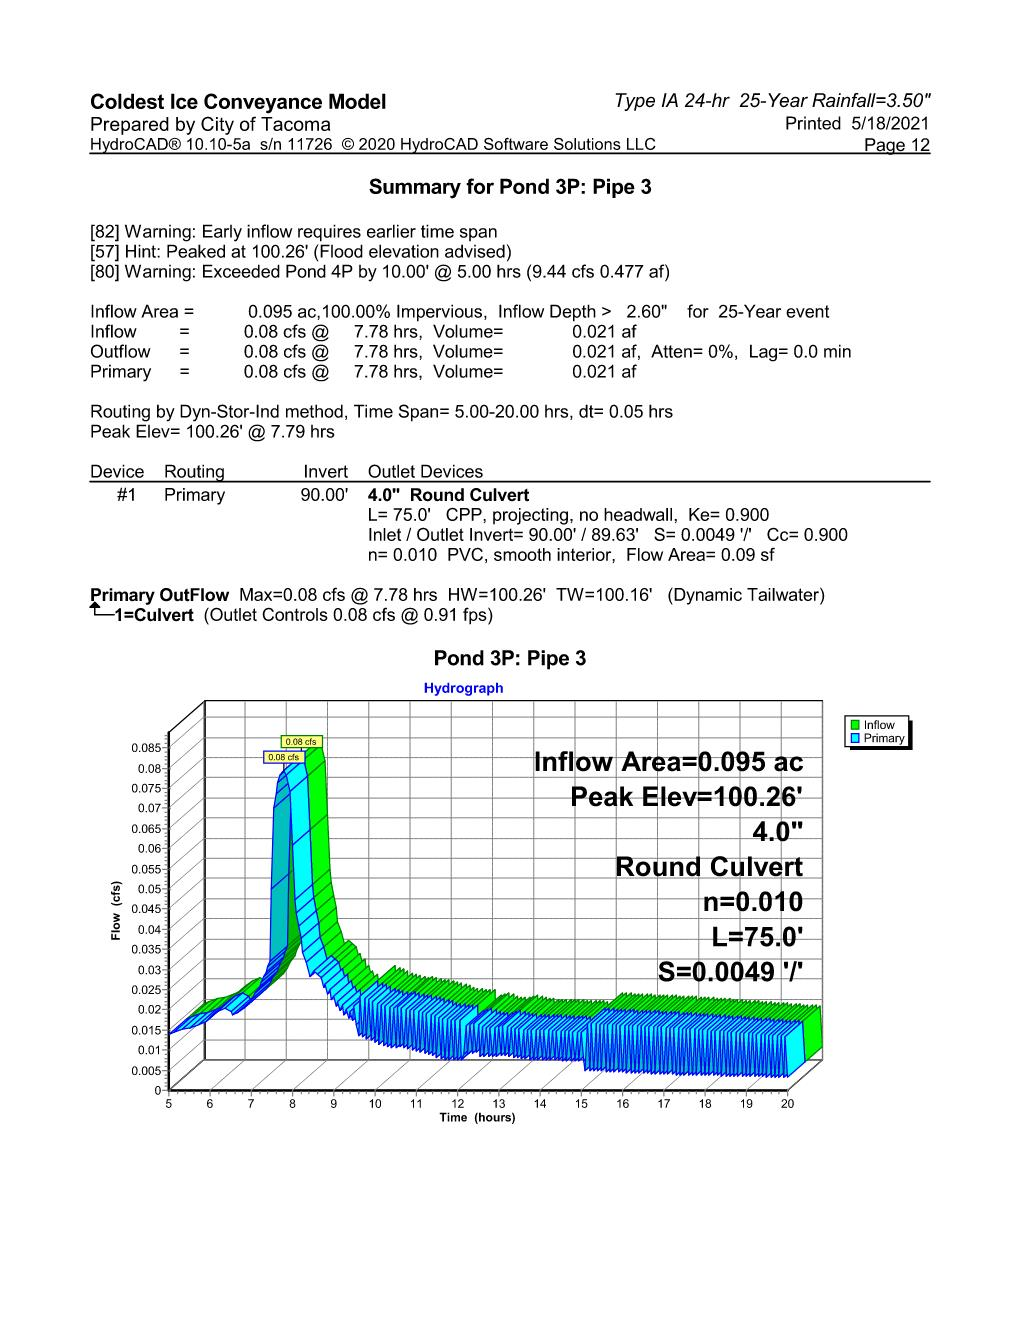 Coldest Ice Conveyance Model
Type IA 24-hr 25-Year Rainfall=3.50"
Prepared by City of Tacoma
Printed 5/18/2021
HydroCAD® 10.10-5a s/n 11726 © 2020 HydroCAD Software Solutions LLC
Page 12
Summary for Pond 3P: Pipe 3
[82] Warning: Early inflow requires earlier time span
[57] Hint: Peaked at 100.26' (Flood elevation advised)
[80] Warning: Exceeded Pond 4P by 10.00' @ 5.00 hrs (9.44 cfs 0.477 af)
Inflow Area = 0.095 ac,100.00% Impervious, Inflow Depth > 2.60" for 25-Year event
Inflow = 0.08 cfs @ 7.78 hrs, Volume= 0.021 af
Outflow = 0.08 cfs @ 7.78 hrs, Volume= 0.021 af, Atten= 0%, Lag= 0.0 min
Primary = 0.08 cfs @ 7.78 hrs, Volume= 0.021 af
Routing by Dyn-Stor-Ind method, Time Span= 5.00-20.00 hrs, dt= 0.05 hrs
Peak Elev= 100.26' @ 7.79 hrs
Device Routing Invert Outlet Devices
#1 Primary 90.00' 4.0" Round Culvert
L= 75.0' CPP, projecting, no headwall, Ke= 0.900
Inlet / Outlet Invert= 90.00' / 89.63' S= 0.0049 '/' Cc= 0.900
n= 0.010 PVC, smooth interior, Flow Area= 0.09 sf
Primary OutFlow Max=0.08 cfs @ 7.78 hrs HW=100.26' TW=100.16' (Dynamic Tailwater)
1=Culvert (Outlet Controls 0.08 cfs @ 0.91 fps)
Pond 3P: Pipe 3
Hydrograph
Inflow
Primary
0.08 cfs
0.08 cfs
Inflow Area=0.095 ac
Peak Elev=100.26'
4.0"
Round Culvert
n=0.010
L=75.0'
S=0.0049 '/'
Flow (cfs)
0.085
0.08
0.075
0.07
0.065
0.06
0.055
0.05
0.045
0.04
0.035
0.03
0.025
0.02
0.015
0.01
0.005
0
5 6 7 8 9 10 11 12 13 14 15 16 17 18 19 20
Time (hours)